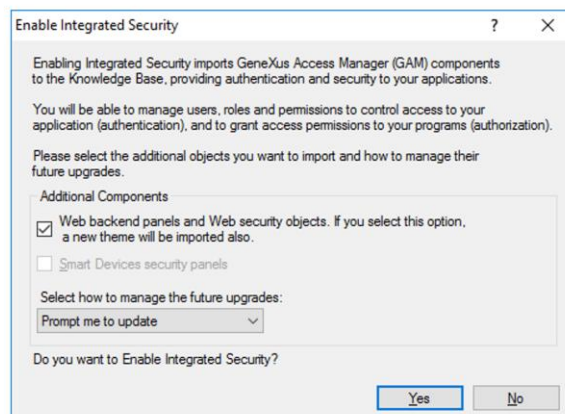 Enable Integrated Security
Enabling Integrated Security imports GeneXus Access Manager (GAM) components
to the Knowledge Base, providing authentication and security to your applications.
You will be able to manage users, roles and permissions to control access to your
application (authentication), and to grant access permissions to your programs (authorization).
Please select the additional objects you want to import and how to manage their
future upgrades.
Additional Components
Web backend panels and Web security objects. If you select this option,
a new theme will be imported also.
Smart Devices security panels
Select how to manage the future upgrades:
Prompt me to update
Do you want to Enable Integrated Security?
Yes No